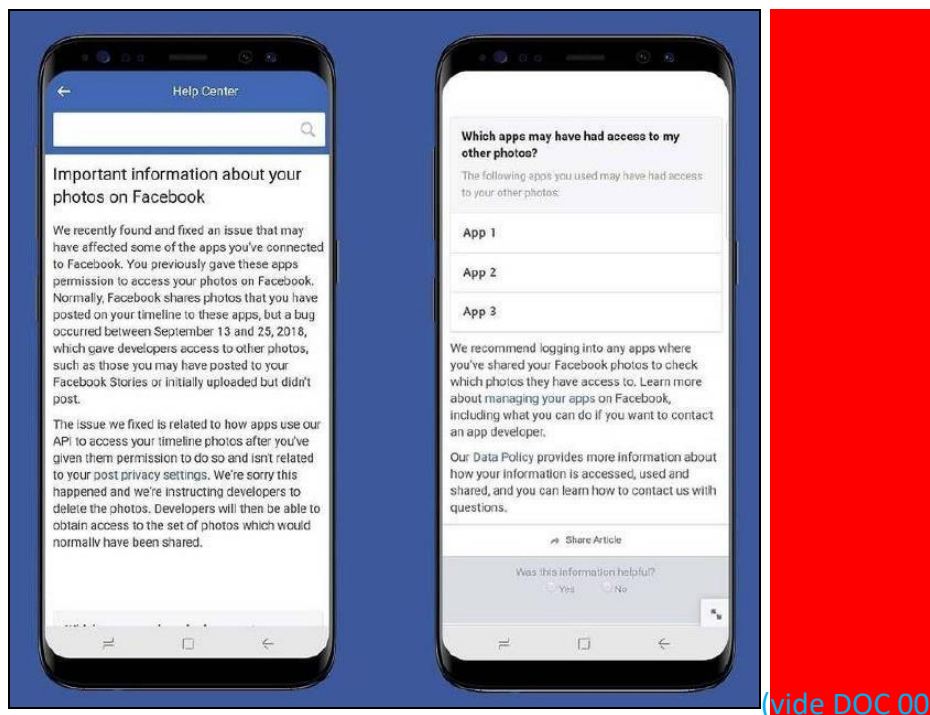 Help Center
Important information about your
photos on Facebook
We recently found and fixed an issue that may
have affected some of the apps you've connected
to Facebook. You previously gave these apps
permission to access your photos on Facebook.
Normally, Facebook shares photos that you have
posted on your timeline to these apps, but a bug
occurred between September 13 and 25, 2018,
which gave developers access to other photos,
such as those you may have posted to your
Facebook Stories or initially uploaded but didn't
post.
The issue we fixed is related to how apps use our
API to access your timeline photos after you've
given them permission to do so and isn't related
to your post privacy settings. We're sorry this
happened and we're instructing developers to
delete the photos. Developers will then be able to
obtain access to the set of photos which would
normally have been shared.
Which apps may have had access to my
other photos?
The following apps you used may have had access
to your other photos:
App 1
App 2
App 3
We recommend logging into any apps where
you've shared your Facebook photos to check
which photos they have access to. Learn more
about managing your apps on Facebook,
including what you can do if you want to contact
an app developer.
Our Data Policy provides more information about
how your information is accessed, used and
shared, and you can learn how to contact us with
questions.
Share Article
Was this information helpful?
Yes No
(vide DOC 00